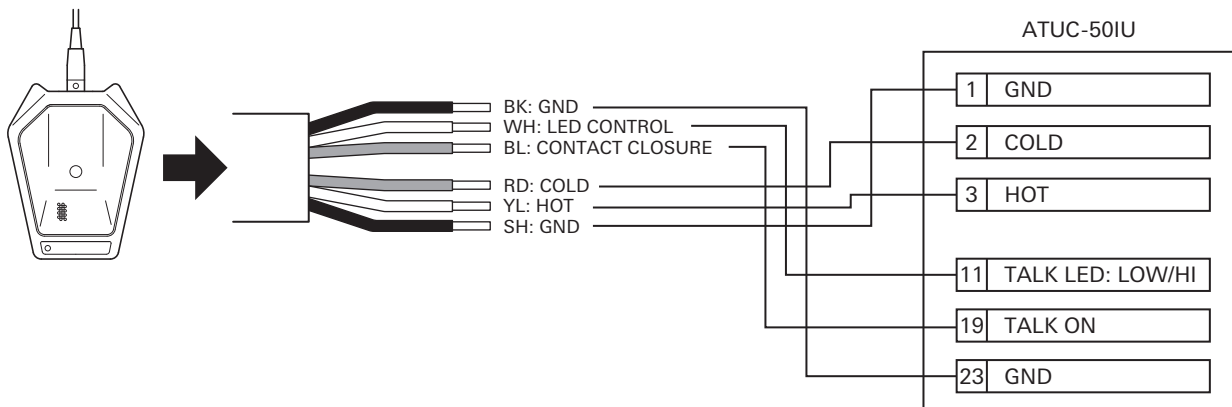 ATUC-50IU
BK: GND
WH: LED CONTROL
BL: CONTACT CLOSURE
RD: COLD
YL: HOT
SH: GND
1 GND
2 COLD
3 HOT
11 TALK LED: LOW/HI
19 TALK ON
23 GND